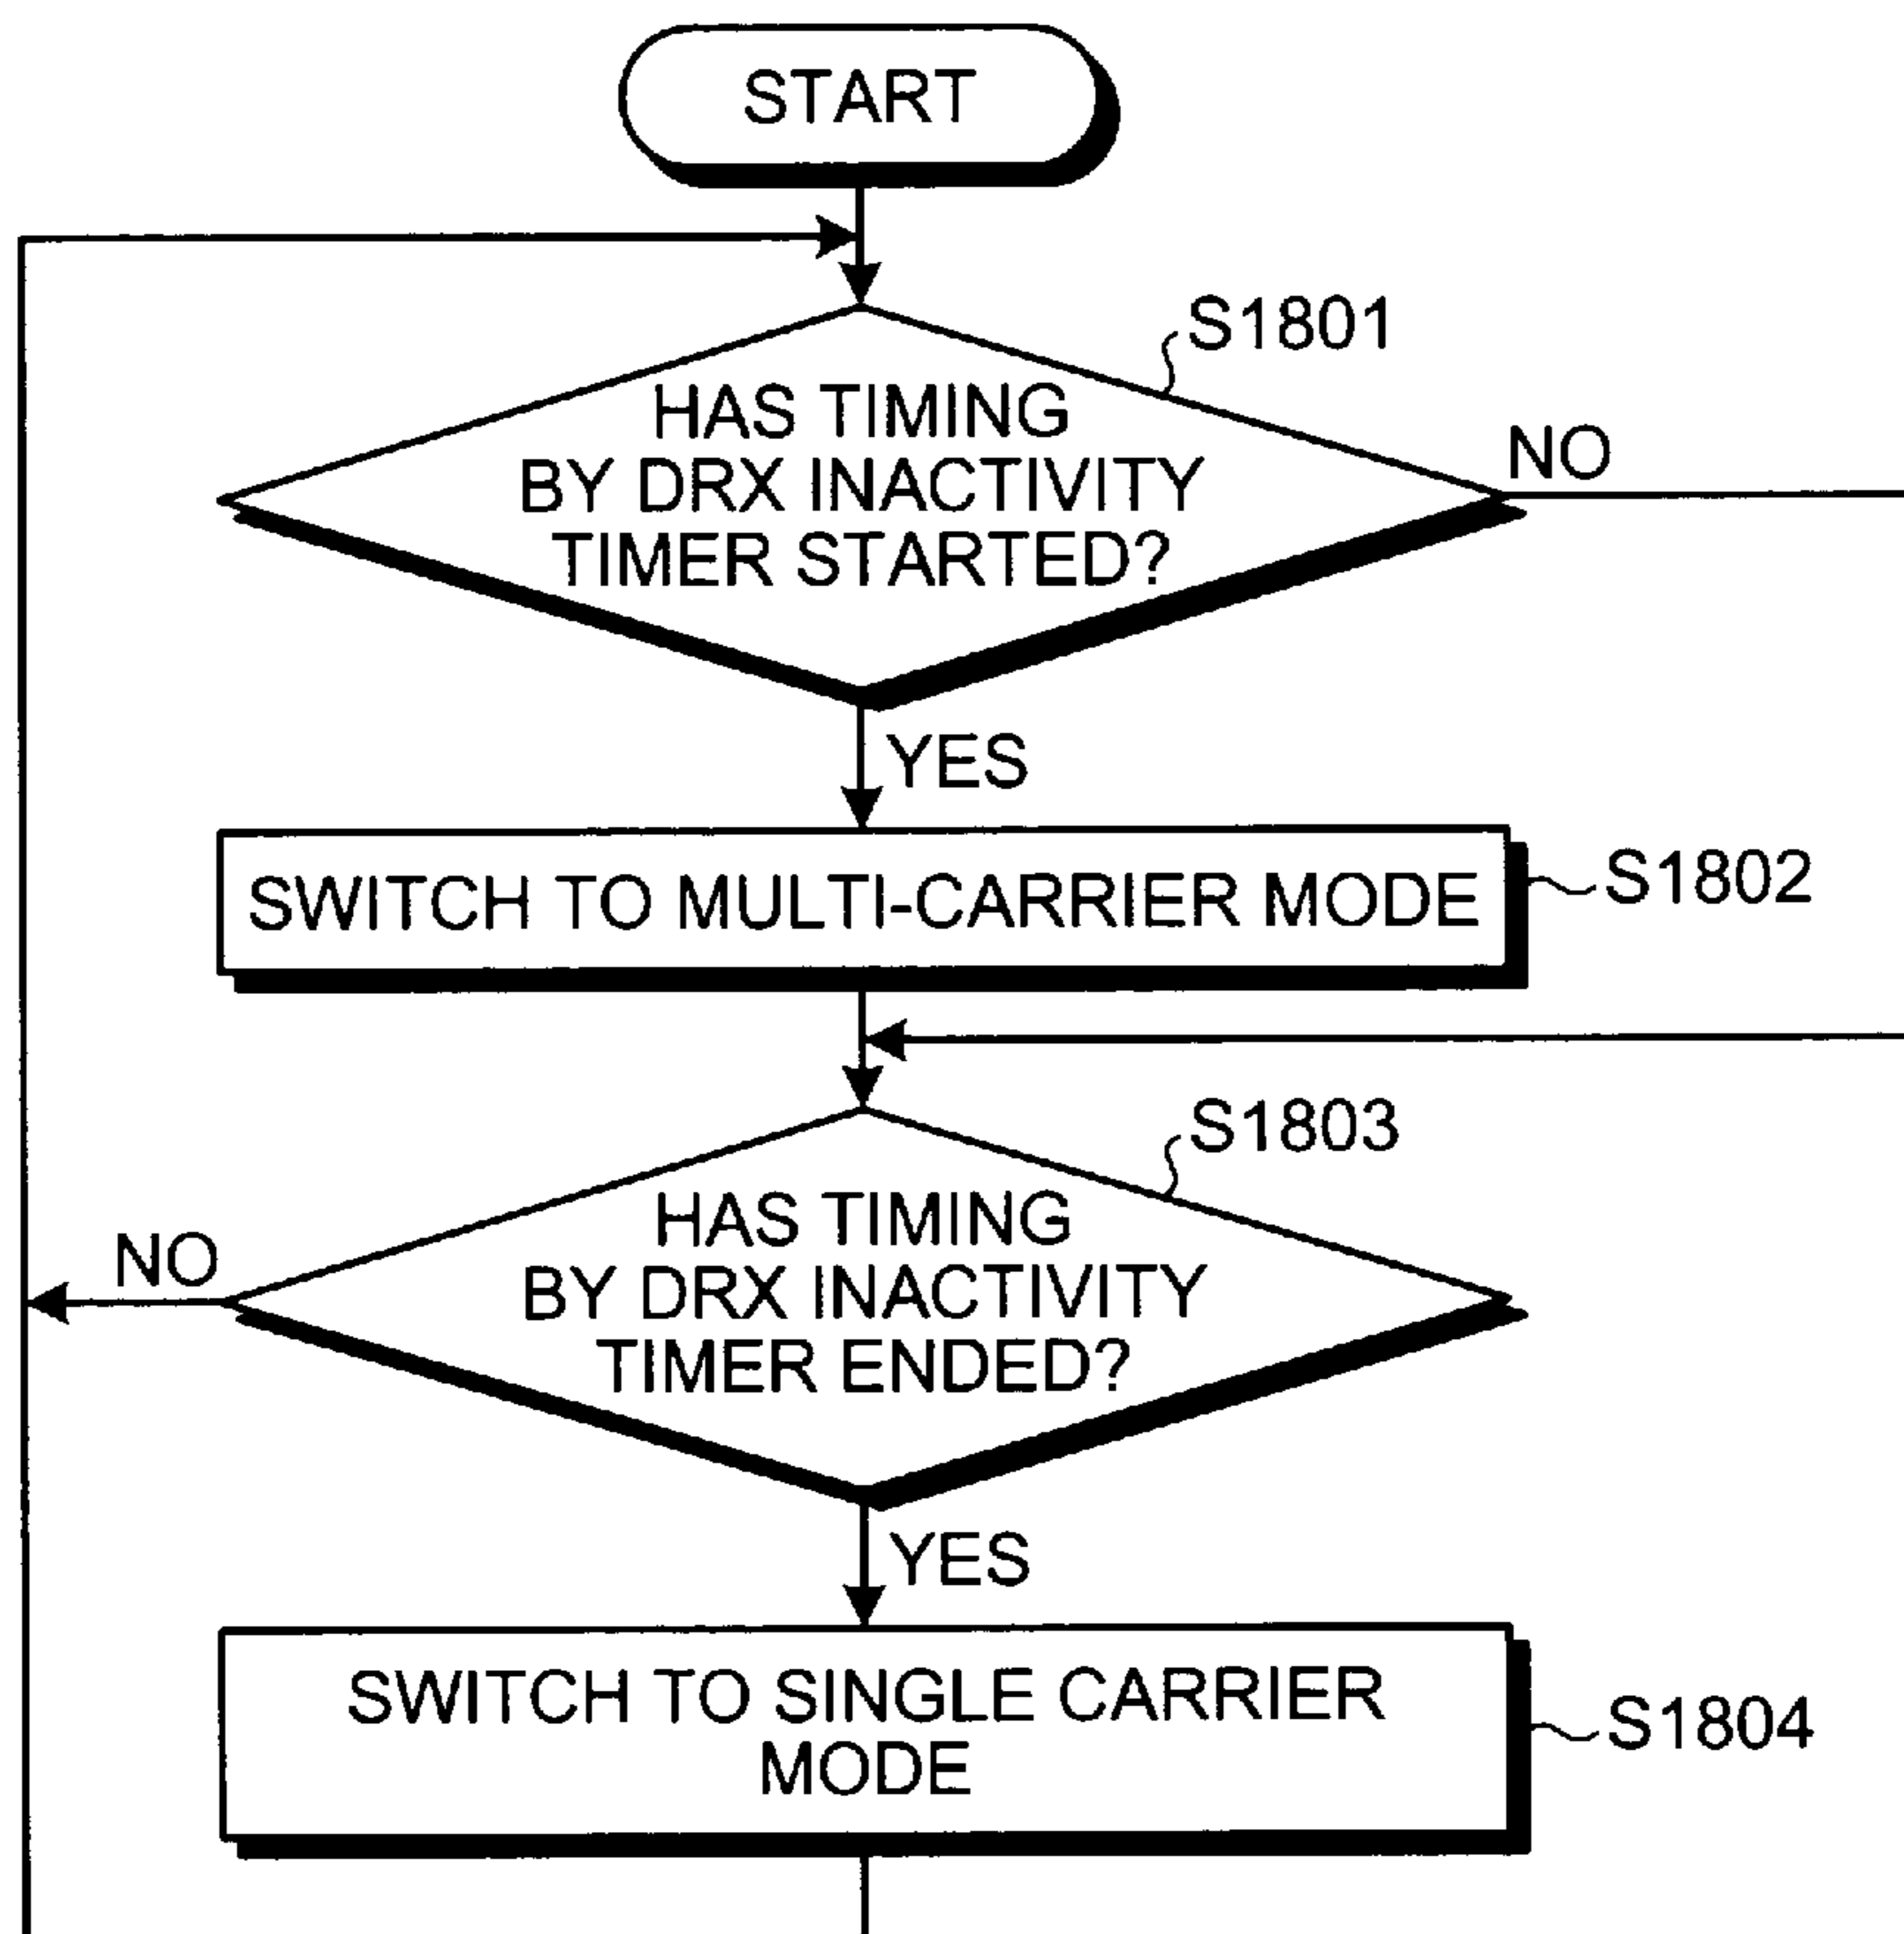 START
S1801
HAS TIMING
BY DRX INACTIVITY
TIMER STARTED?
NO
YES
SWITCH TO MULTI-CARRIER MODE
S1802
S1803
HAS TIMING
BY DRX INACTIVITY
TIMER ENDED?
NO
YES
SWITCH TO SINGLE CARRIER
MODE
S1804